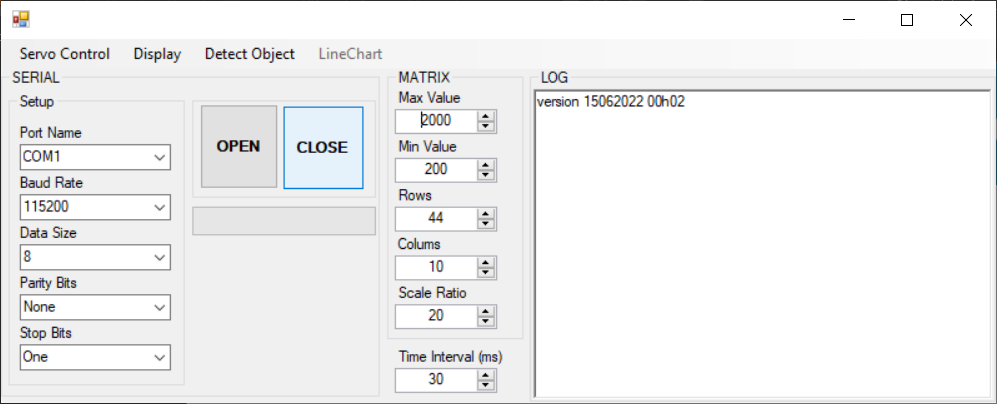 Servo Control Display Detect Object LineChart
SERIAL
Setup
Port Name
COM1
Baud Rate
115200
Data Size
8
Parity Bits
None
Stop Bits
One
OPEN CLOSE
MATRIX
Max Value
2000
Min Value
200
Rows
44
Colums
10
Scale Ratio
20
Time Interval (ms)
30
LOG
version 15062022 00h02